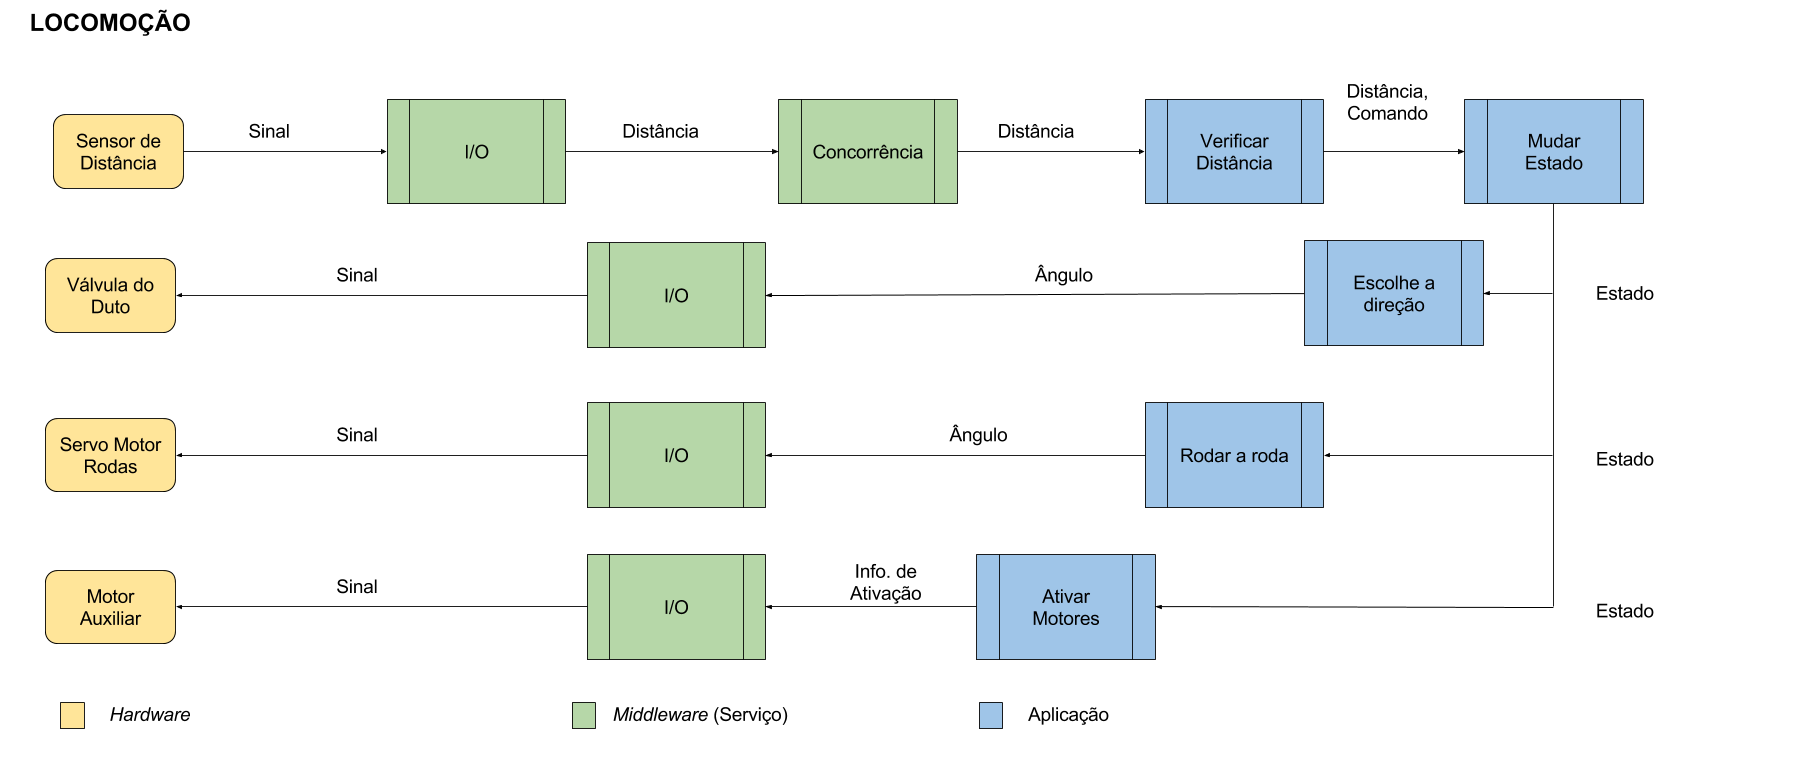 LOCOMOÇÃO
Sensor de
Distância
Sinal
I/O
Distância
Concorrência
Distância
Verificar
Distância
Distância,
Comando
Mudar
Estado
Válvula do
Duto
Sinal
I/O
Ângulo
Escolhe a
direção
Estado
Servo Motor
Rodas
Sinal
I/O
Ângulo
Rodar a roda
Estado
Motor
Auxiliar
Sinal
I/O
Info. de
Ativação
Ativar
Motores
Estado
Hardware
Middleware (Serviço)
Aplicação